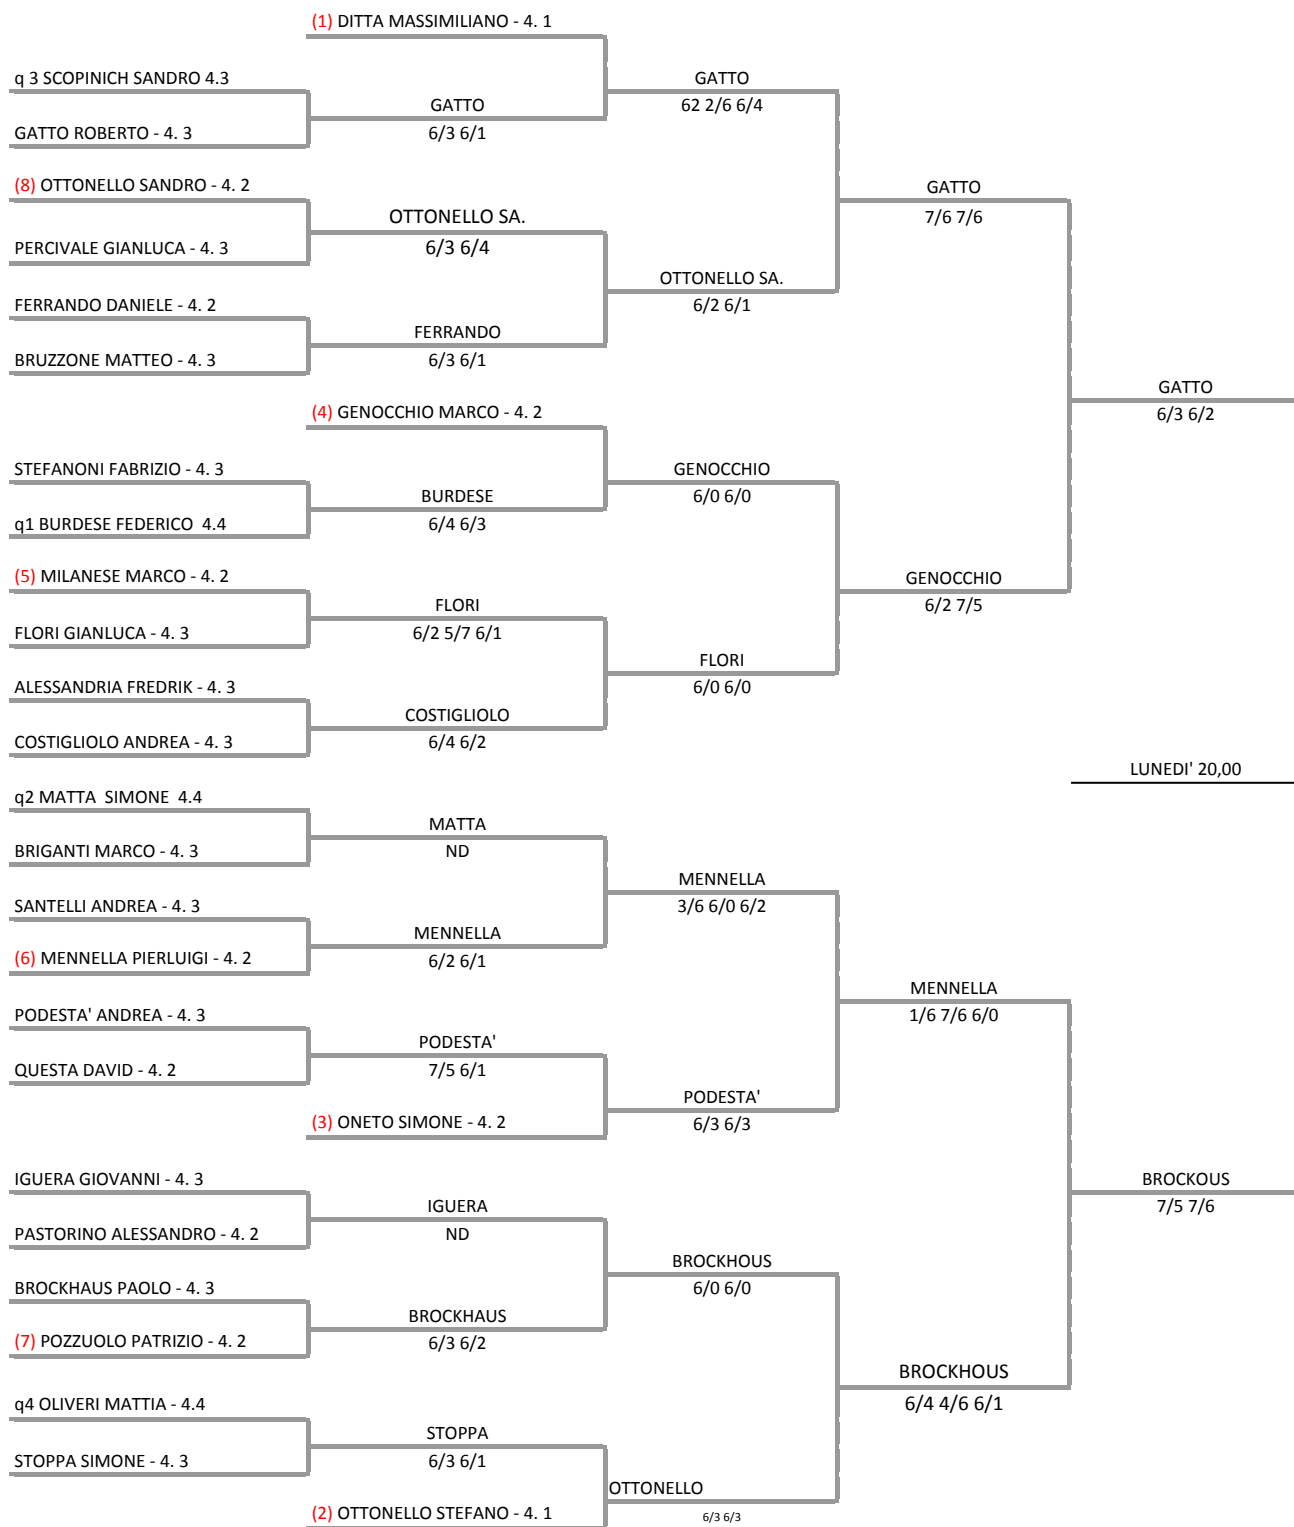 (1) DITTA MASSIMILIANO - 4. 1
q 3 SCOPINICH SANDRO 4.3
GATTO
62 2/6 6/4
GATTO
6/3 6/1
GATTO ROBERTO - 4. 3
(8) OTTONELLO SANDRO - 4. 2
GATTO
7/6 7/6
OTTONELLO SA.
6/3 6/4
PERCIVALE GIANLUCA - 4. 3
OTTONELLO SA.
6/2 6/1
FERRANDO DANIELE - 4. 2
FERRANDO
6/3 6/1
BRUZZONE MATTEO - 4. 3
GATTO
6/3 6/2
(4) GENOCCHIO MARCO - 4. 2
STEFANONI FABRIZIO - 4. 3
GENOCCHIO
6/0 6/0
BURDESE
6/4 6/3
q1 BURDESE FEDERICO  4.4
(5) MILANESE MARCO - 4. 2
GENOCCHIO
6/2 7/5
FLORI
6/2 5/7 6/1
FLORI GIANLUCA - 4. 3
FLORI
6/0 6/0
ALESSANDRIA FREDRIK - 4. 3
COSTIGLIOLO
6/4 6/2
COSTIGLIOLO ANDREA - 4. 3
LUNEDI' 20,00
q2 MATTA  SIMONE  4.4
MATTA
ND
BRIGANTI MARCO - 4. 3
MENNELLA
3/6 6/0 6/2
SANTELLI ANDREA - 4. 3
MENNELLA
6/2 6/1
(6) MENNELLA PIERLUIGI - 4. 2
MENNELLA
1/6 7/6 6/0
PODESTA' ANDREA - 4. 3
PODESTA'
7/5 6/1
QUESTA DAVID - 4. 2
PODESTA'
6/3 6/3
(3) ONETO SIMONE - 4. 2
IGUERA GIOVANNI - 4. 3
BROCKOUS
7/5 7/6
IGUERA
ND
PASTORINO ALESSANDRO - 4. 2
BROCKHOUS
6/0 6/0
BROCKHAUS PAOLO - 4. 3
BROCKHAUS
6/3 6/2
(7) POZZUOLO PATRIZIO - 4. 2
BROCKHOUS
6/4 4/6 6/1
q4 OLIVERI MATTIA - 4.4
STOPPA
6/3 6/1
STOPPA SIMONE - 4. 3
OTTONELLO
6/3 6/3
(2) OTTONELLO STEFANO - 4. 1